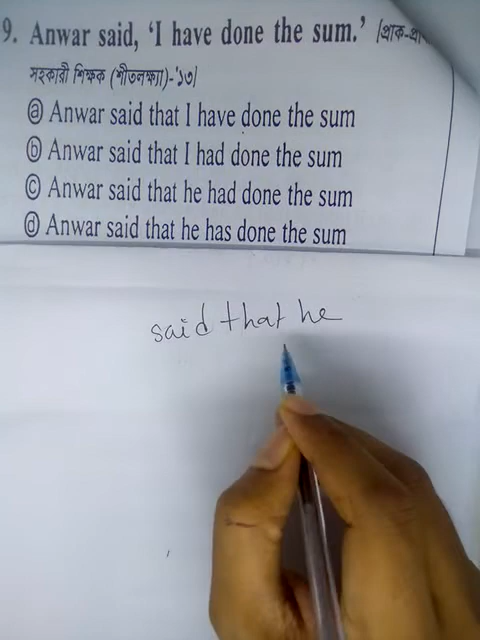 9. Anwar said, ‘I have done the sum.’ [প্রাক-প্রা
সহকারী শিক্ষক (শীতলক্ষ্যা)-'১৩]
ⓐ Anwar said that I have done the sum
ⓑ Anwar said that I had done the sum
ⓒ Anwar said that he had done the sum
ⓓ Anwar said that he has done the sum
said that he